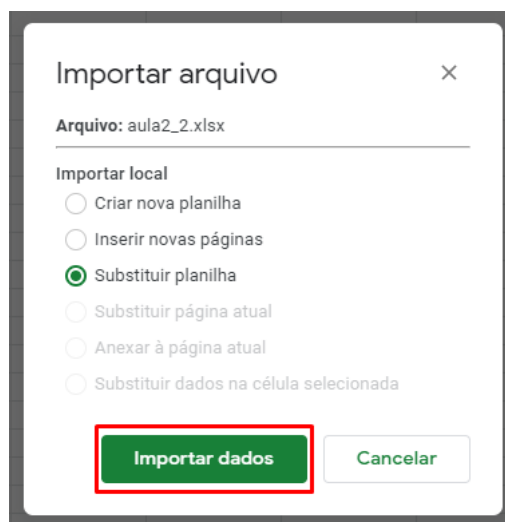 Importar arquivo
Arquivo: aula2_2.xlsx
Importar local
Criar nova planilha
Inserir novas páginas
Substituir planilha
Substituir página atual
Anexar à página atual
Substituir dados na célula selecionada
Importar dados
Cancelar